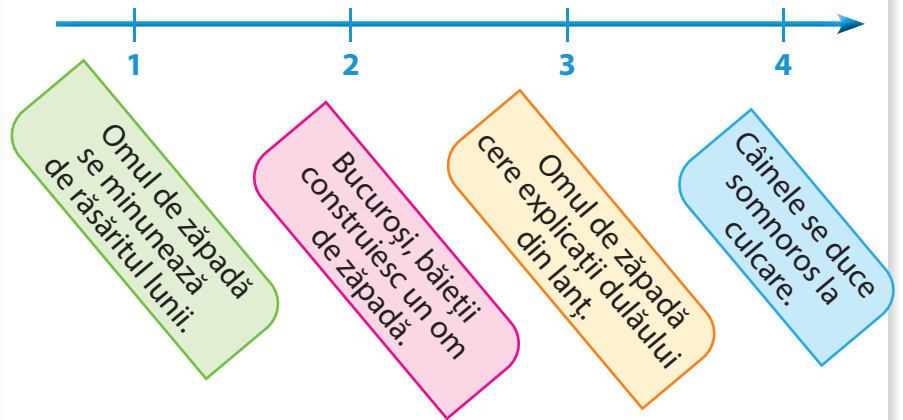 1
2
3
4
Omul de zăpadă
se minunează
de răsăritul lunii.
Bucuroși, băieții
construiesc un om
de zăpadă.
Omul de zăpadă
cere explicații dulăului
din lanț.
Câinele se duce
somnoros la
culcare.